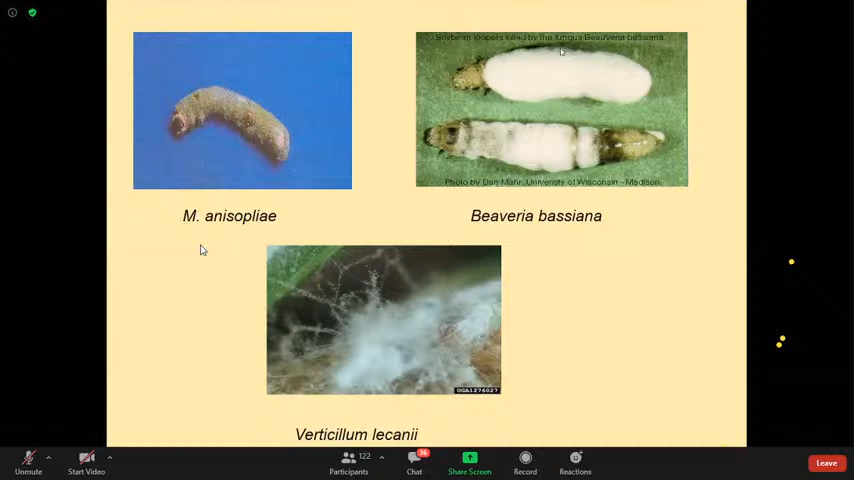 Soybean loopers killed by the fungus Beauveria bassiana.
Photo by Dan Mahr, University of Wisconsin - Madison.
M. anisopliae
Beaveria bassiana
UGA1276027
Verticillum lecanii
122
36
Unmute
Start Video
Participants
Chat
Share Screen
Record
Reactions
Leave